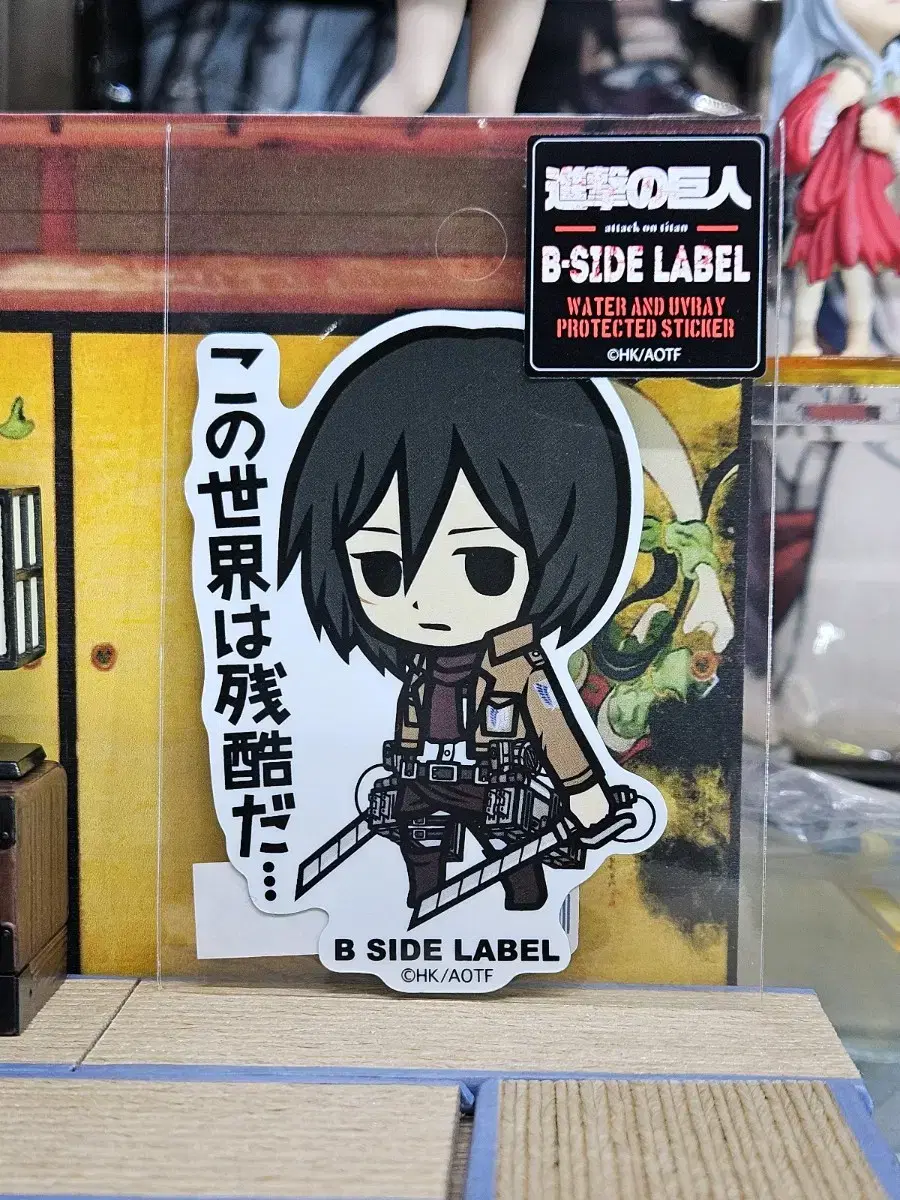 進撃の巨人
attack on titan
B-SIDE LABEL
WATER AND UVRAY
PROTECTED STICKER
©HK/AOTF
この世界は残酷だ…
B SIDE LABEL
©HK/AOTF